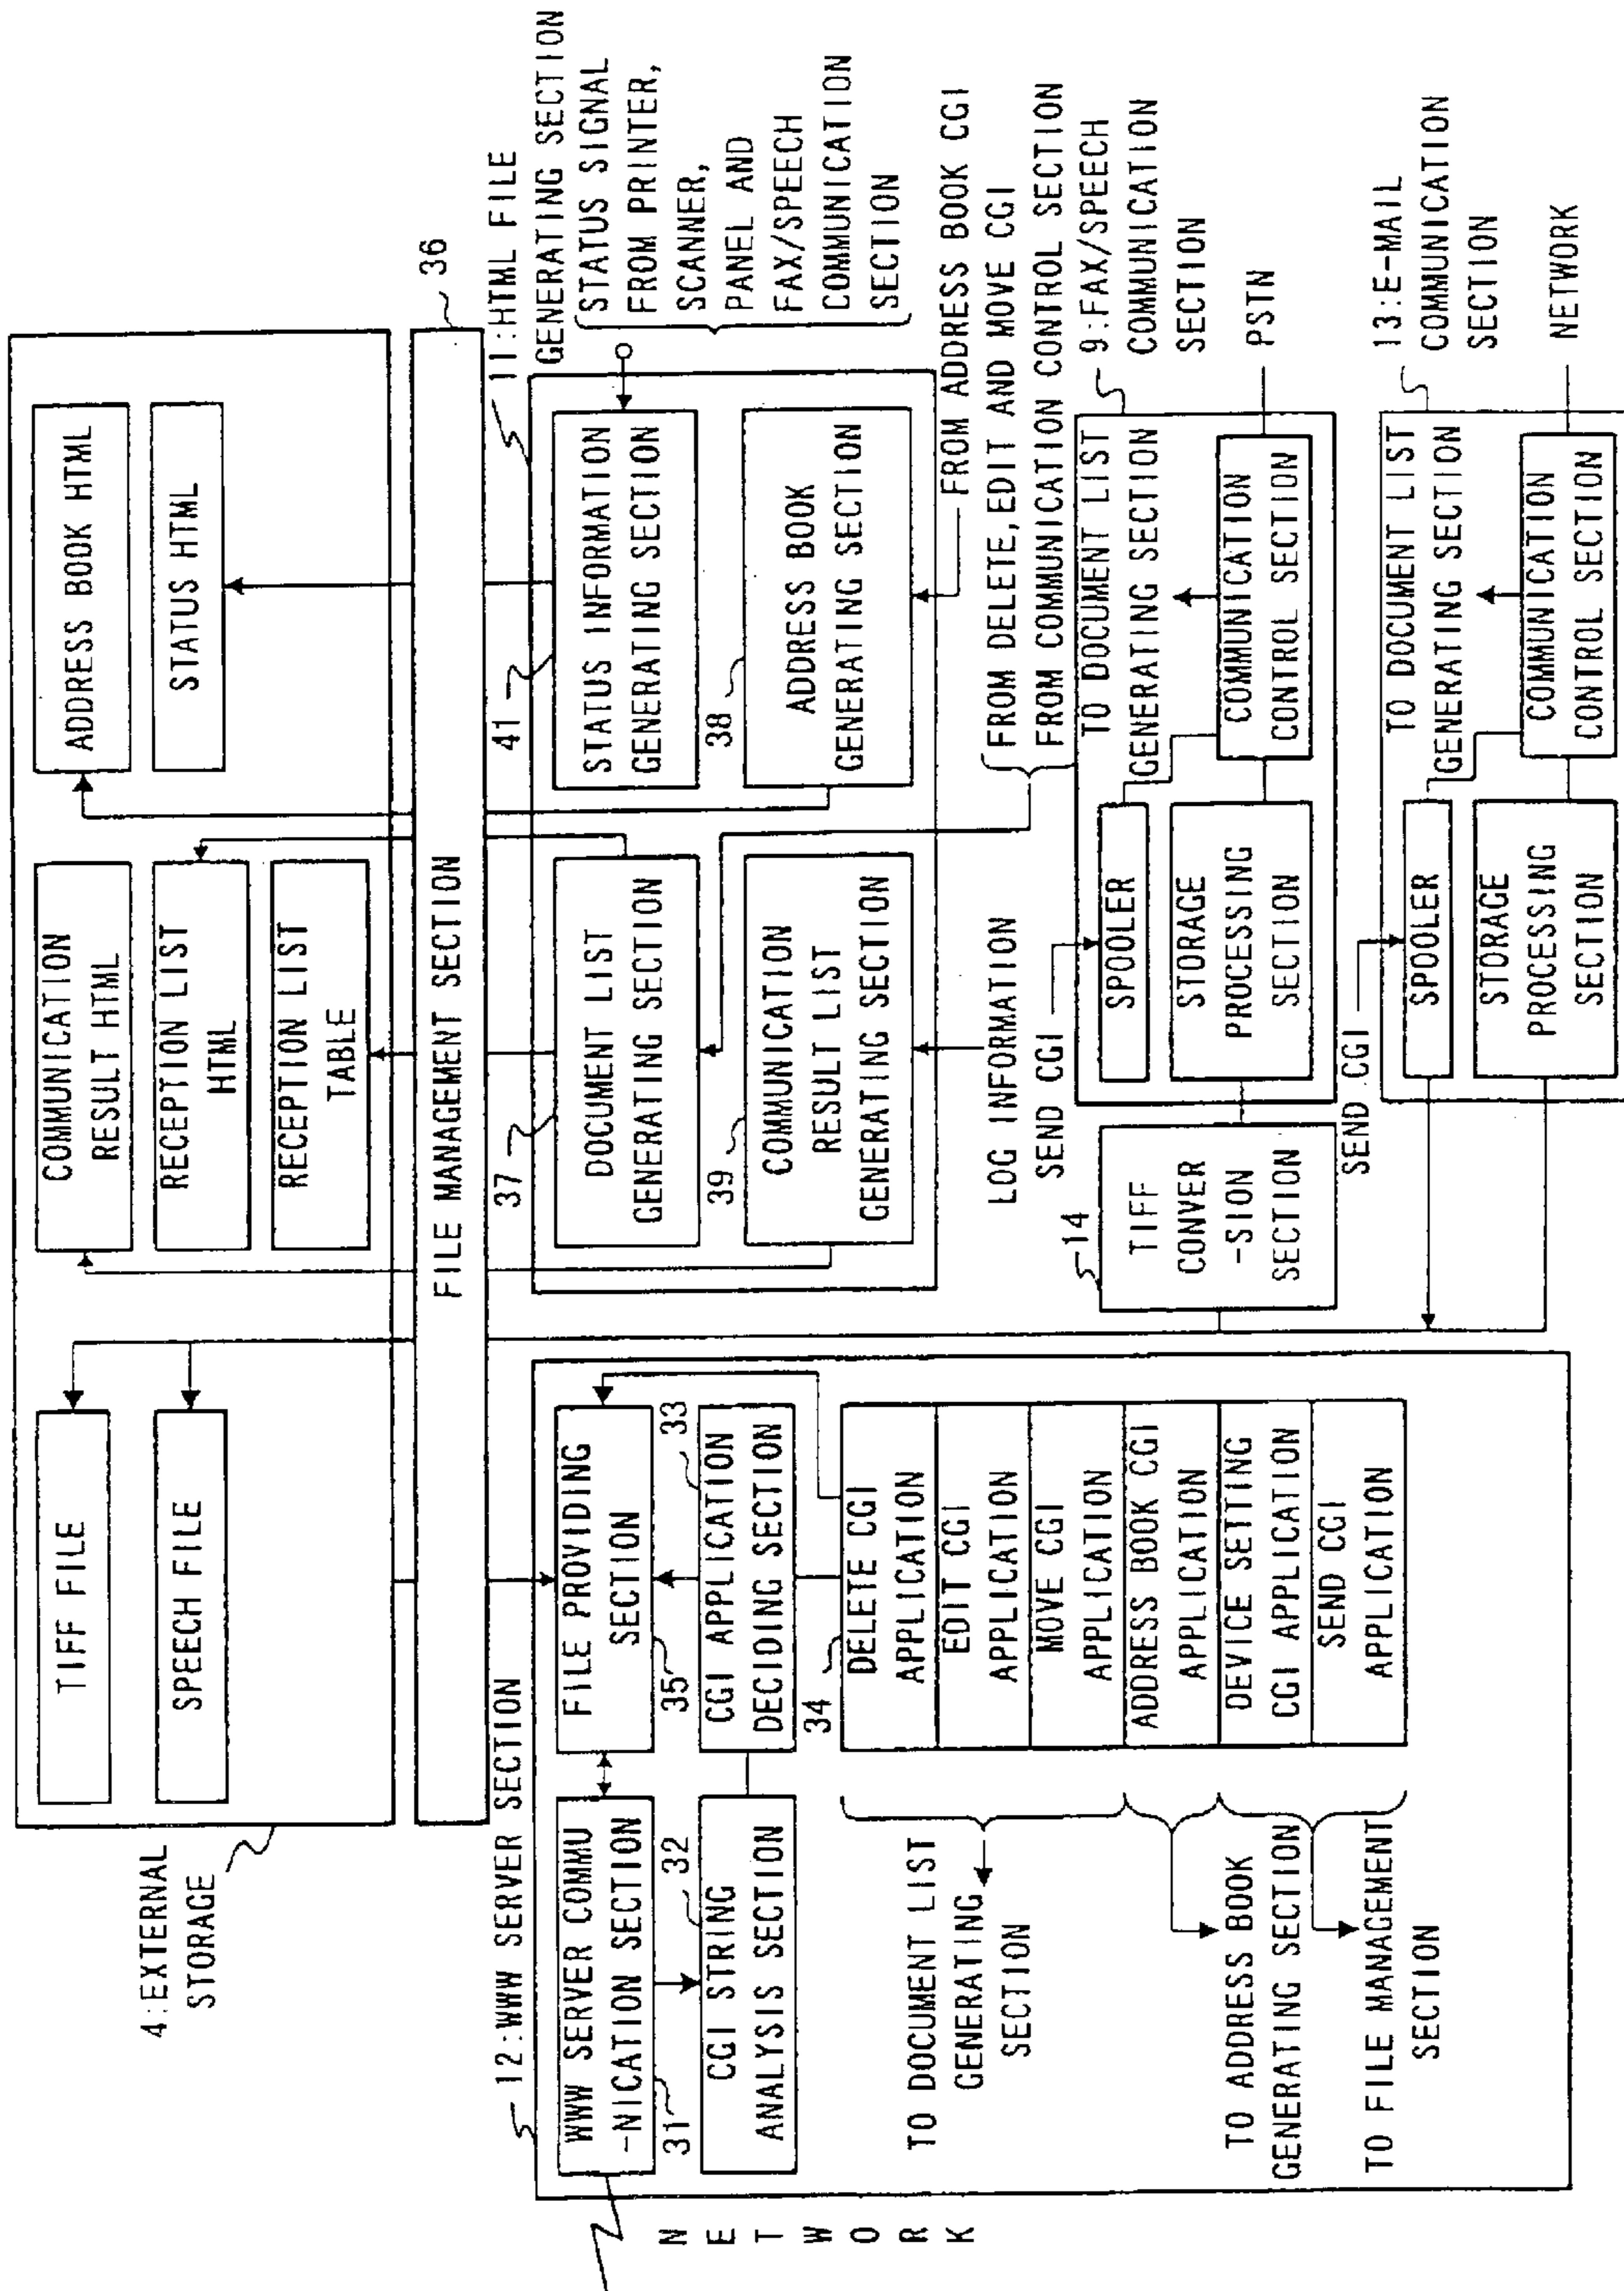 4:EXTERNAL
STORAGE
TIFF FILE
SPEECH FILE
COMMUNICATION
RESULT HTML
RECEPTION LIST
HTML
RECEPTION LIST
TABLE
ADDRESS BOOK HTML
STATUS HTML
FILE MANAGEMENT SECTION
36
12:WWW SERVER SECTION
WWW SERVER COMMU
-NICATION SECTION
31
FILE PROVIDING
SECTION
35
32
CGI STRING
ANALYSIS SECTION
33
CGI APPLICATION
DECIDING SECTION
34
DELETE CGI
APPLICATION
EDIT CGI
APPLICATION
MOVE CGI
APPLICATION
ADDRESS BOOK CGI
APPLICATION
DEVICE SETTING
CGI APPLICATION
SEND CGI
APPLICATION
TO DOCUMENT LIST
GENERATING
SECTION
TO ADDRESS BOOK
GENERATING SECTION
TO FILE MANAGEMENT
SECTION
NETWORK
11:HTML FILE
GENERATING SECTION
37
DOCUMENT LIST
GENERATING SECTION
39
COMMUNICATION
RESULT LIST
GENERATING SECTION
41
STATUS INFORMATION
GENERATING SECTION
38
ADDRESS BOOK
GENERATING SECTION
STATUS SIGNAL
FROM PRINTER,
SCANNER,
PANEL AND
FAX/SPEECH
COMMUNICATION
SECTION
FROM ADDRESS BOOK CGI
FROM DELETE, EDIT AND MOVE CGI
FROM COMMUNICATION CONTROL SECTION
LOG INFORMATION
SEND CGI
14
TIFF
CONVER
-SION
SECTION
9:FAX/SPEECH
COMMUNICATION
SECTION
SPOOLER
STORAGE
PROCESSING
SECTION
TO DOCUMENT LIST
GENERATING SECTION
COMMUNICATION
CONTROL SECTION
PSTN
SEND CGI
13:E-MAIL
COMMUNICATION
SECTION
SPOOLER
STORAGE
PROCESSING
SECTION
TO DOCUMENT LIST
GENERATING SECTION
COMMUNICATION
CONTROL SECTION
NETWORK